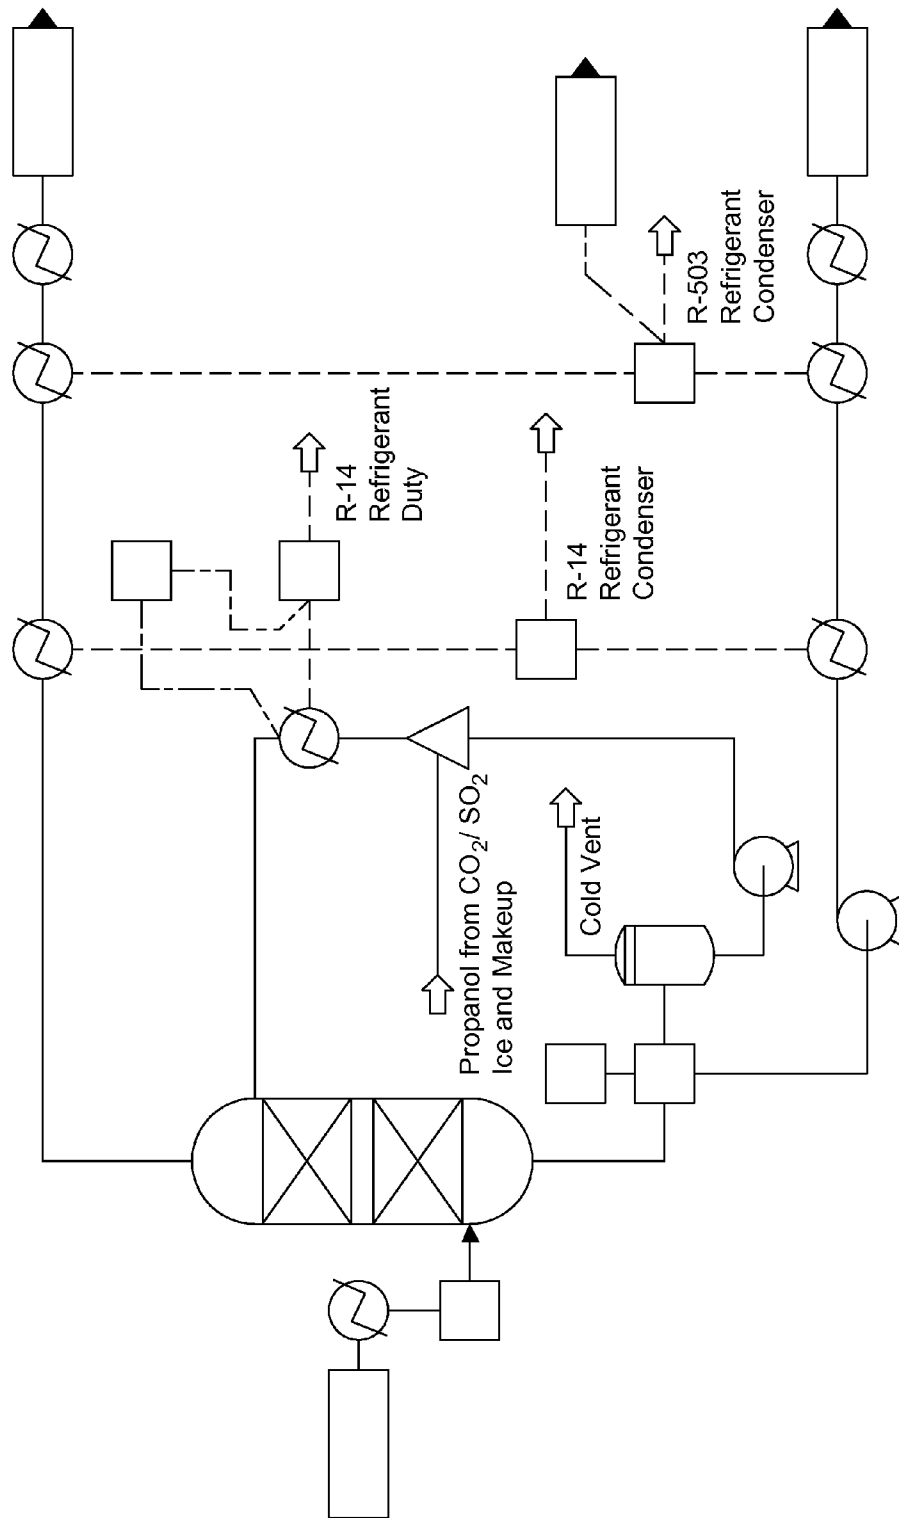 R-503
Refrigerant
Condenser
R-14
Refrigerant
Duty
R-14
Refrigerant
Condenser
Propanol from CO₂/ SO₂
Ice and Makeup
Cold Vent